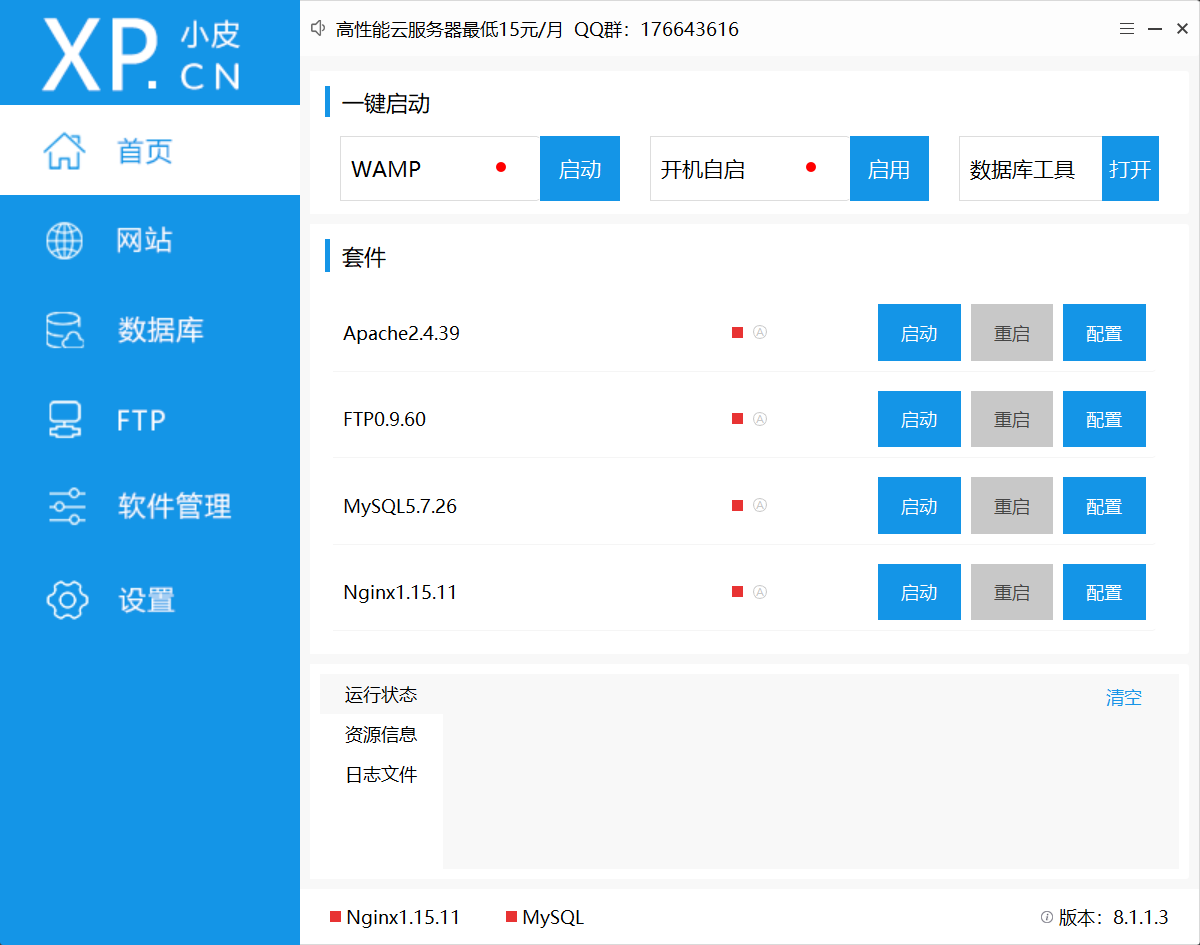 XP.小皮CN
高性能云服务器最低15元/月 QQ群：176643616
首页
网站
数据库
FTP
软件管理
设置
一键启动
WAMP 启动 开机自启 启用 数据库工具 打开
套件
Apache2.4.39 Ⓐ 启动 重启 配置
FTP0.9.60 Ⓐ 启动 重启 配置
MySQL5.7.26 Ⓐ 启动 重启 配置
Nginx1.15.11 Ⓐ 启动 重启 配置
运行状态 清空
资源信息
日志文件
Nginx1.15.11 MySQL 版本：8.1.1.3